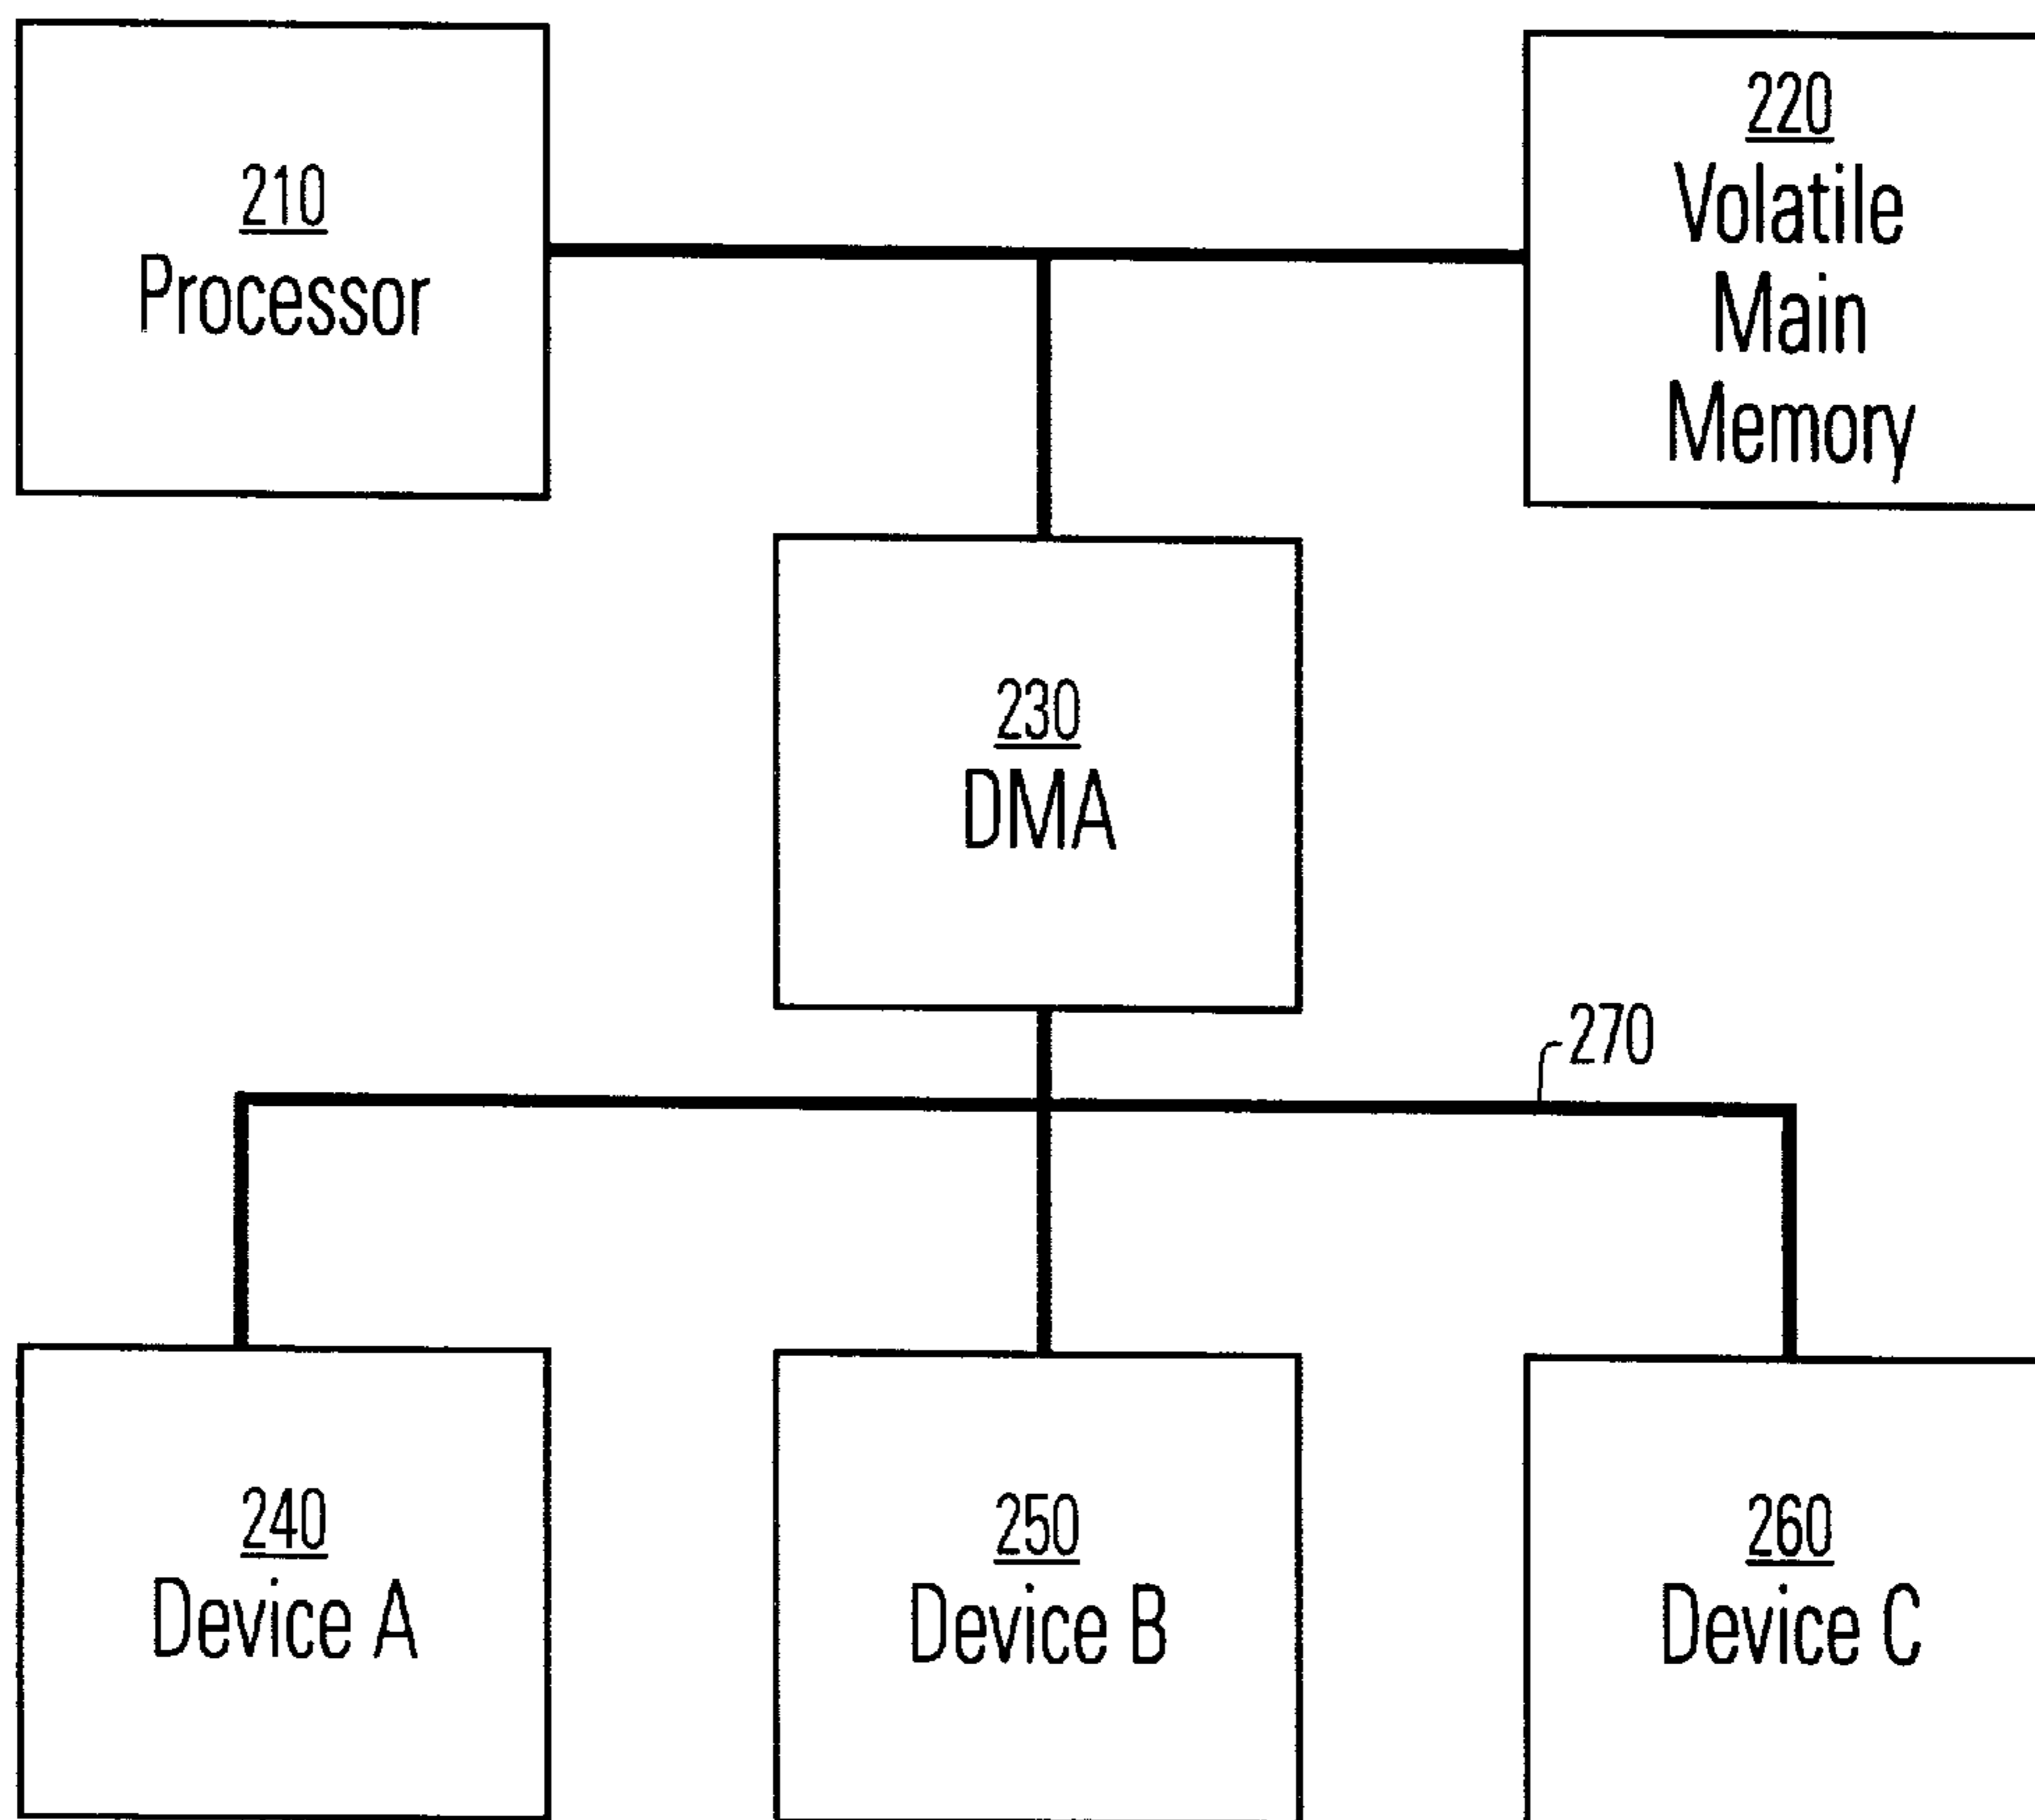 210
Processor
220
Volatile
Main
Memory
230
DMA
270
240
Device A
250
Device B
260
Device C